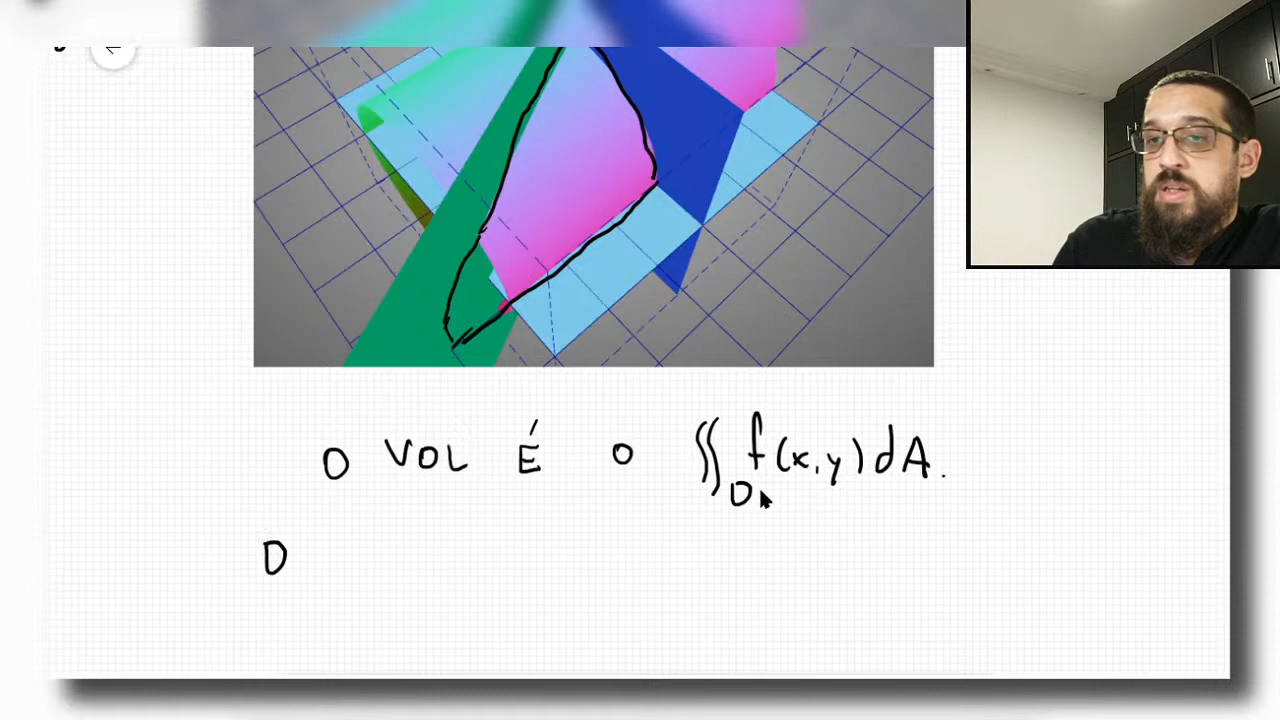 O VOL É O ∬_D f(x,y) dA.
D